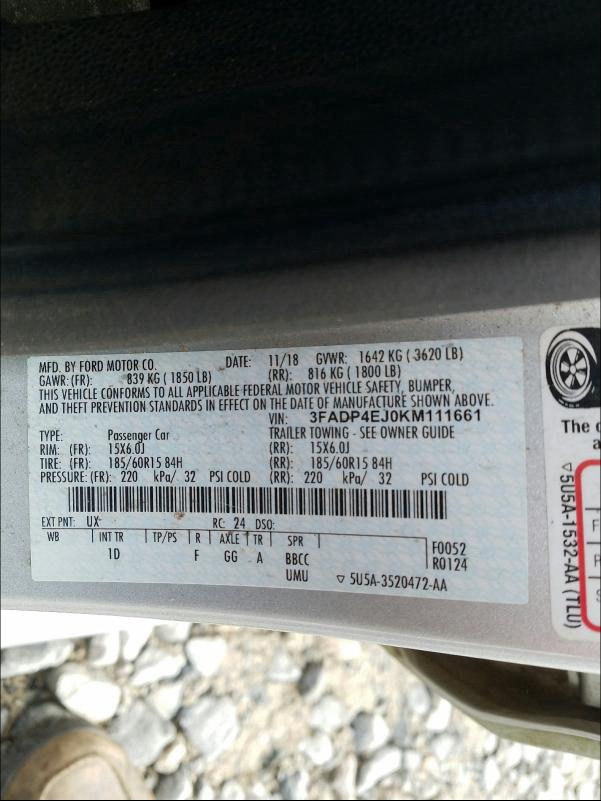 MFD. BY FORD MOTOR CO. DATE: 11/18 GVWR: 1642 KG ( 3620 LB)
GAWR: (FR): 839 KG ( 1850 LB) (RR): 816 KG ( 1800 LB)
THIS VEHICLE CONFORMS TO ALL APPLICABLE FEDERAL MOTOR VEHICLE SAFETY, BUMPER,
AND THEFT PREVENTION STANDARDS IN EFFECT ON THE DATE OF MANUFACTURE SHOWN ABOVE.
VIN: 3FADP4EJ0KM111661
TYPE: Passenger Car TRAILER TOWING - SEE OWNER GUIDE
RIM: (FR): 15X6.0J (RR): 15X6.0J
TIRE: (FR): 185/60R15 84H (RR): 185/60R15 84H
PRESSURE: (FR): 220 kPa/ 32 PSI COLD (RR): 220 kPa/ 32 PSI COLD
EXT PNT: UX RC: 24 DSO:
WB INT TR TP/PS R AXLE TR SPR F0052
1D F GG A BBCC R0124
UMU ▽ 5U5A-3520472-AA
The
▽ 5U5A-1532-AA (TLU)